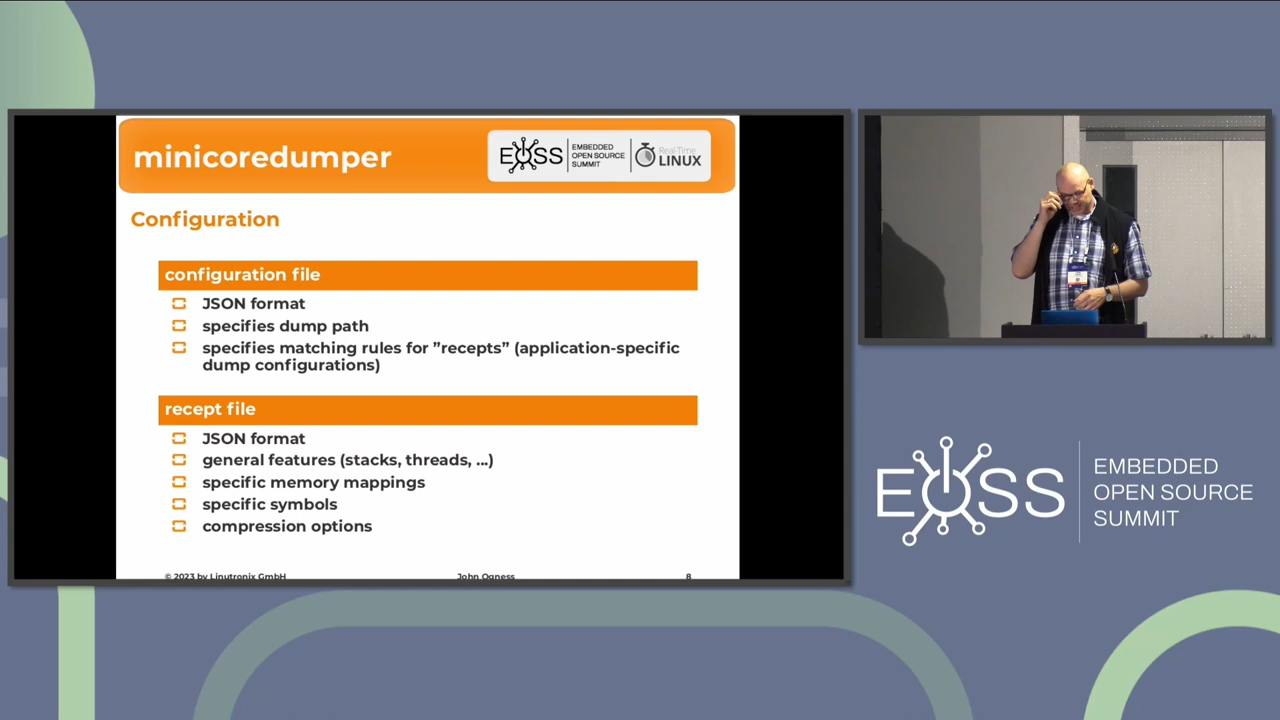 minicoredumper
EOSS
EMBEDDED
OPEN SOURCE
SUMMIT
Real-Time
LINUX
Configuration
configuration file
JSON format
specifies dump path
specifies matching rules for ”recepts” (application-specific
dump configurations)
recept file
JSON format
general features (stacks, threads, ...)
specific memory mappings
specific symbols
compression options
© 2023 by Linutronix GmbH
John Ogness
8
EOSS
EMBEDDED
OPEN SOURCE
SUMMIT